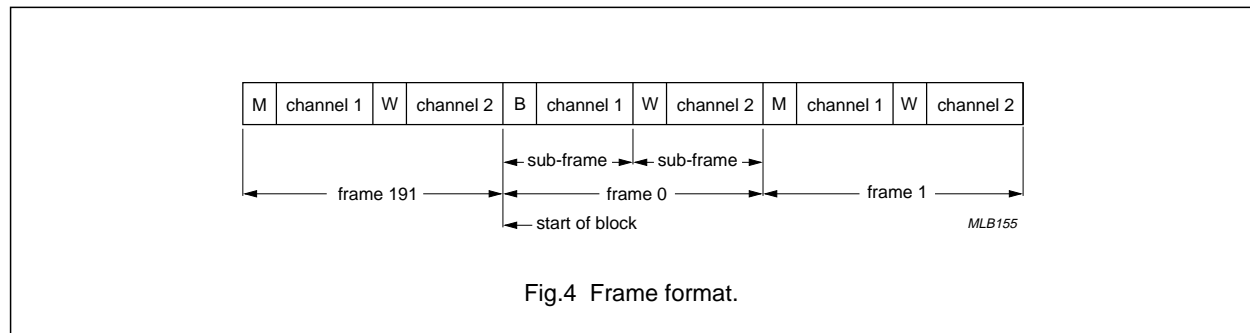 M channel 1 W channel 2 B channel 1 W channel 2 M channel 1 W channel 2
sub-frame sub-frame
frame 191 frame 0 frame 1
start of block MLB155
Fig.4 Frame format.